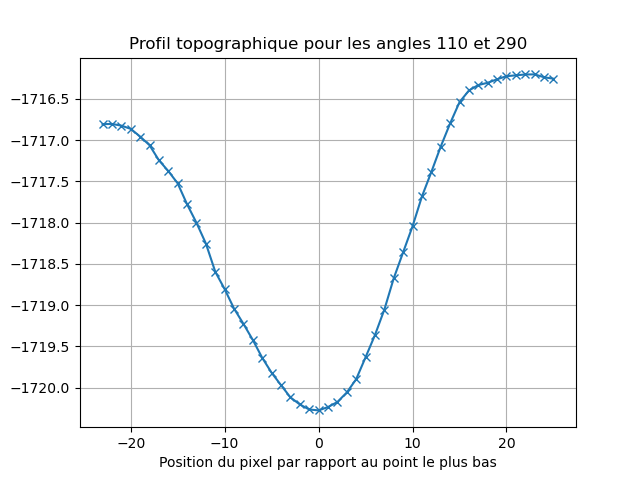 Profil topographique pour les angles 110 et 290
−1716.5
−1717.0
−1717.5
−1718.0
−1718.5
−1719.0
−1719.5
−1720.0
−20 −10 0 10 20
Position du pixel par rapport au point le plus bas